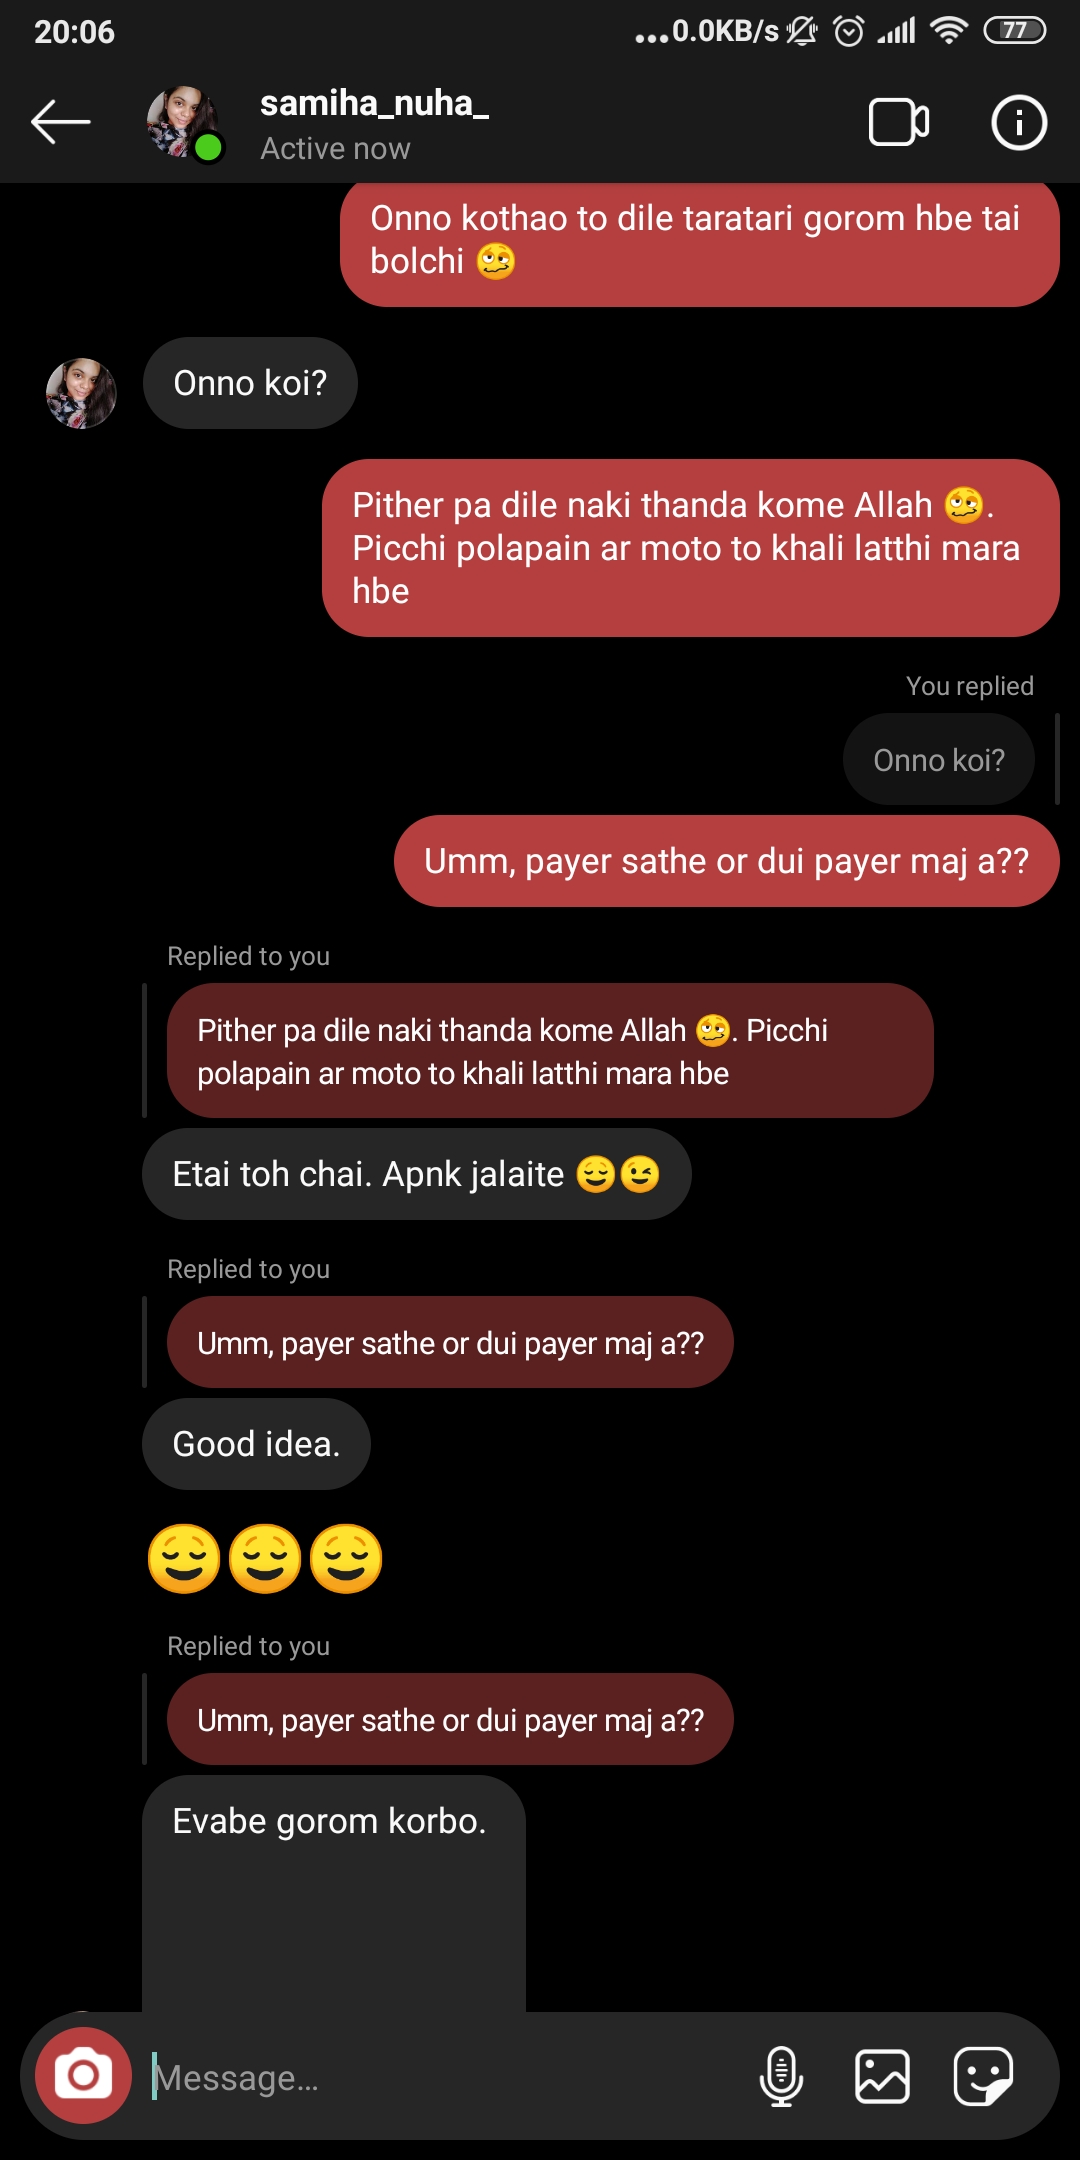 20:06
...0.0KB/s
77
samiha_nuha_
Active now
Onno kothao to dile taratari gorom hbe tai
bolchi 🥴
Onno koi?
Pither pa dile naki thanda kome Allah 🥴.
Picchi polapain ar moto to khali latthi mara
hbe
You replied
Onno koi?
Umm, payer sathe or dui payer maj a??
Replied to you
Pither pa dile naki thanda kome Allah 🥴. Picchi
polapain ar moto to khali latthi mara hbe
Etai toh chai. Apnk jalaite 😌😉
Replied to you
Umm, payer sathe or dui payer maj a??
Good idea.
😌😌😌
Replied to you
Umm, payer sathe or dui payer maj a??
Evabe gorom korbo.
Message...